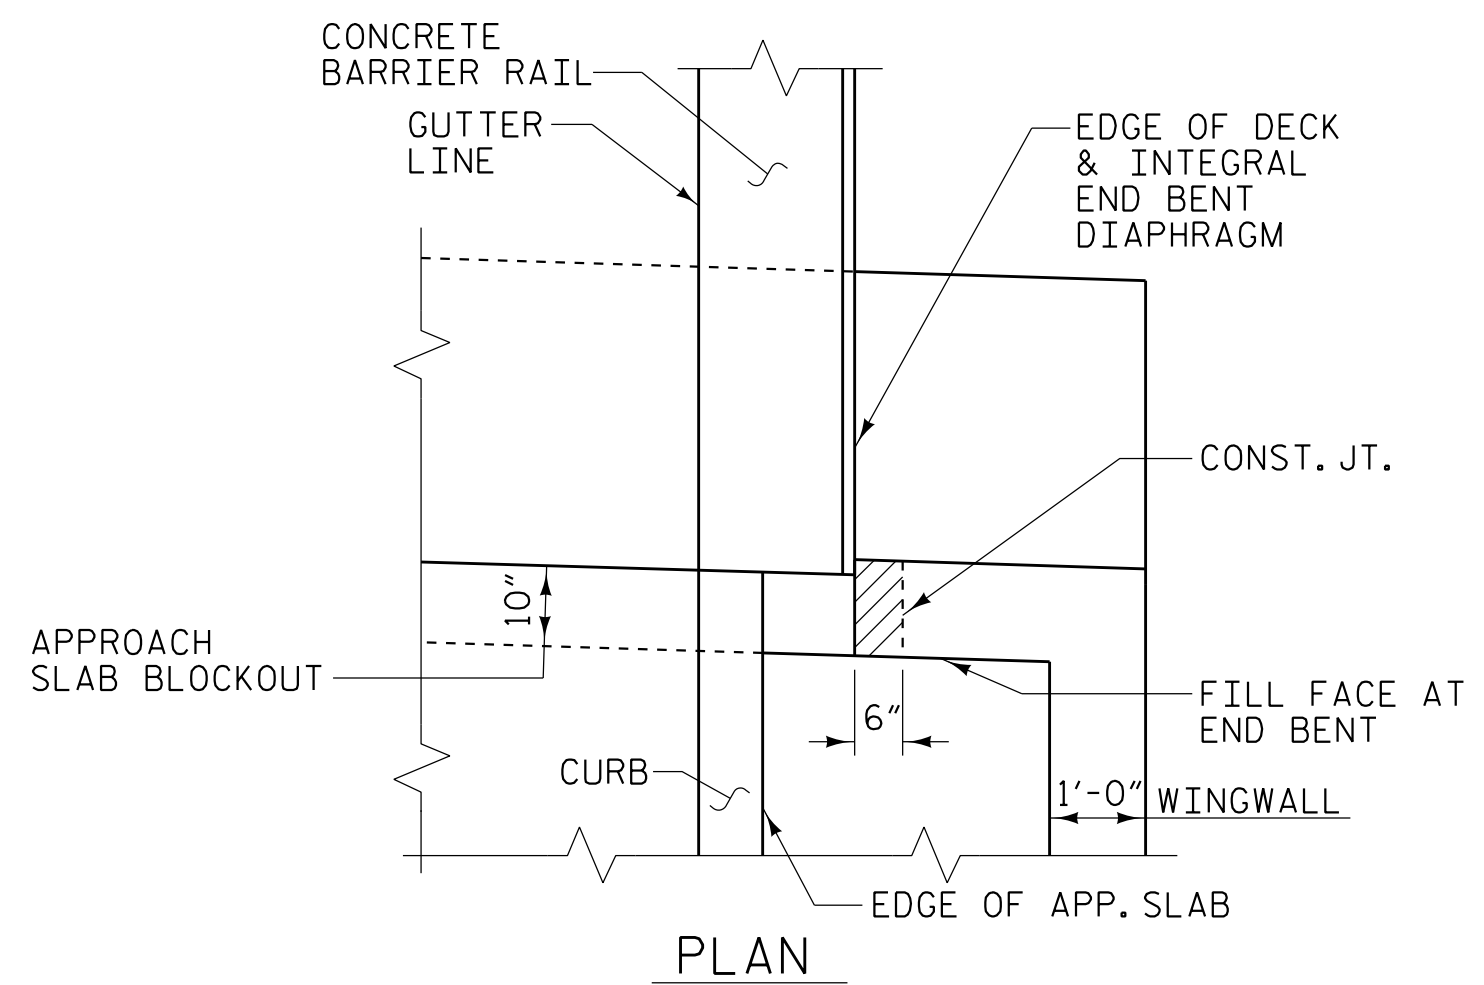 CONCRETE
BARRIER RAIL
GUTTER
LINE
EDGE OF DECK
& INTEGRAL
END BENT
DIAPHRAGM
CONST. JT.
10"
APPROACH
SLAB BLOCKOUT
FILL FACE AT
END BENT
6"
CURB
1'-0" WINGWALL
EDGE OF APP. SLAB
PLAN